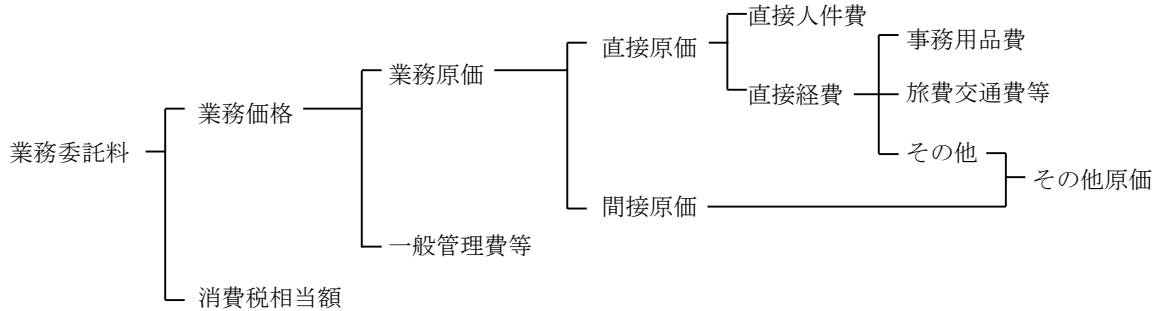 業務委託料
業務価格
業務原価
直接原価
直接人件費
直接経費
事務用品費
旅費交通費等
その他
間接原価
その他原価
一般管理費等
消費税相当額